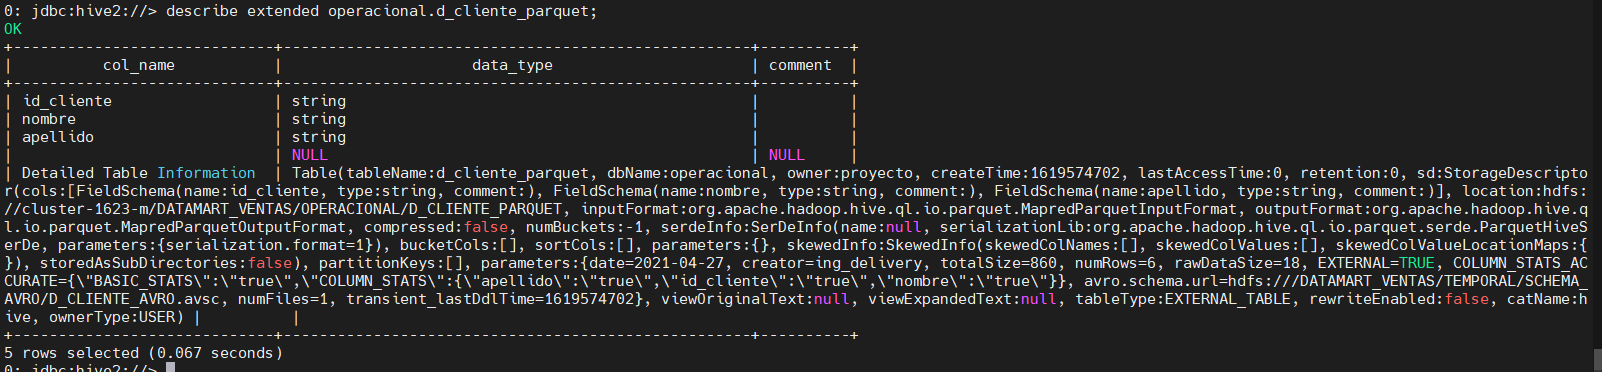 0: jdbc:hive2://> describe extended operacional.d_cliente_parquet;
OK
+----------------------------+----------------------------------------------------+----------+
|          col_name          |                     data_type                      | comment  |
+----------------------------+----------------------------------------------------+----------+
| id_cliente                 | string                                             |          |
| nombre                     | string                                             |          |
| apellido                   | string                                             |          |
|                            | NULL                                               | NULL     |
| Detailed Table Information  | Table(tableName:d_cliente_parquet, dbName:operacional, owner:proyecto, createTime:1619574702, lastAccessTime:0, retention:0, sd:StorageDescripto
r(cols:[FieldSchema(name:id_cliente, type:string, comment:), FieldSchema(name:nombre, type:string, comment:), FieldSchema(name:apellido, type:string, comment:)], location:hdfs:
//cluster-1623-m/DATAMART_VENTAS/OPERACIONAL/D_CLIENTE_PARQUET, inputFormat:org.apache.hadoop.hive.ql.io.parquet.MapredParquetInputFormat, outputFormat:org.apache.hadoop.hive.q
l.io.parquet.MapredParquetOutputFormat, compressed:false, numBuckets:-1, serdeInfo:SerDeInfo(name:null, serializationLib:org.apache.hadoop.hive.ql.io.parquet.serde.ParquetHiveS
erDe, parameters:{serialization.format=1}), bucketCols:[], sortCols:[], parameters:{}, skewedInfo:SkewedInfo(skewedColNames:[], skewedColValues:[], skewedColValueLocationMaps:{
}), storedAsSubDirectories:false), partitionKeys:[], parameters:{date=2021-04-27, creator=ing_delivery, totalSize=860, numRows=6, rawDataSize=18, EXTERNAL=TRUE, COLUMN_STATS_AC
CURATE={\"BASIC_STATS\":\"true\",\"COLUMN_STATS\":{\"apellido\":\"true\",\"id_cliente\":\"true\",\"nombre\":\"true\"}}, avro.schema.url=hdfs:///DATAMART_VENTAS/TEMPORAL/SCHEMA_
AVRO/D_CLIENTE_AVRO.avsc, numFiles=1, transient_lastDdlTime=1619574702}, viewOriginalText:null, viewExpandedText:null, tableType:EXTERNAL_TABLE, rewriteEnabled:false, catName:h
ive, ownerType:USER) |          |
+----------------------------+----------------------------------------------------+----------+
5 rows selected (0.067 seconds)
0: jdbc:hive2://>